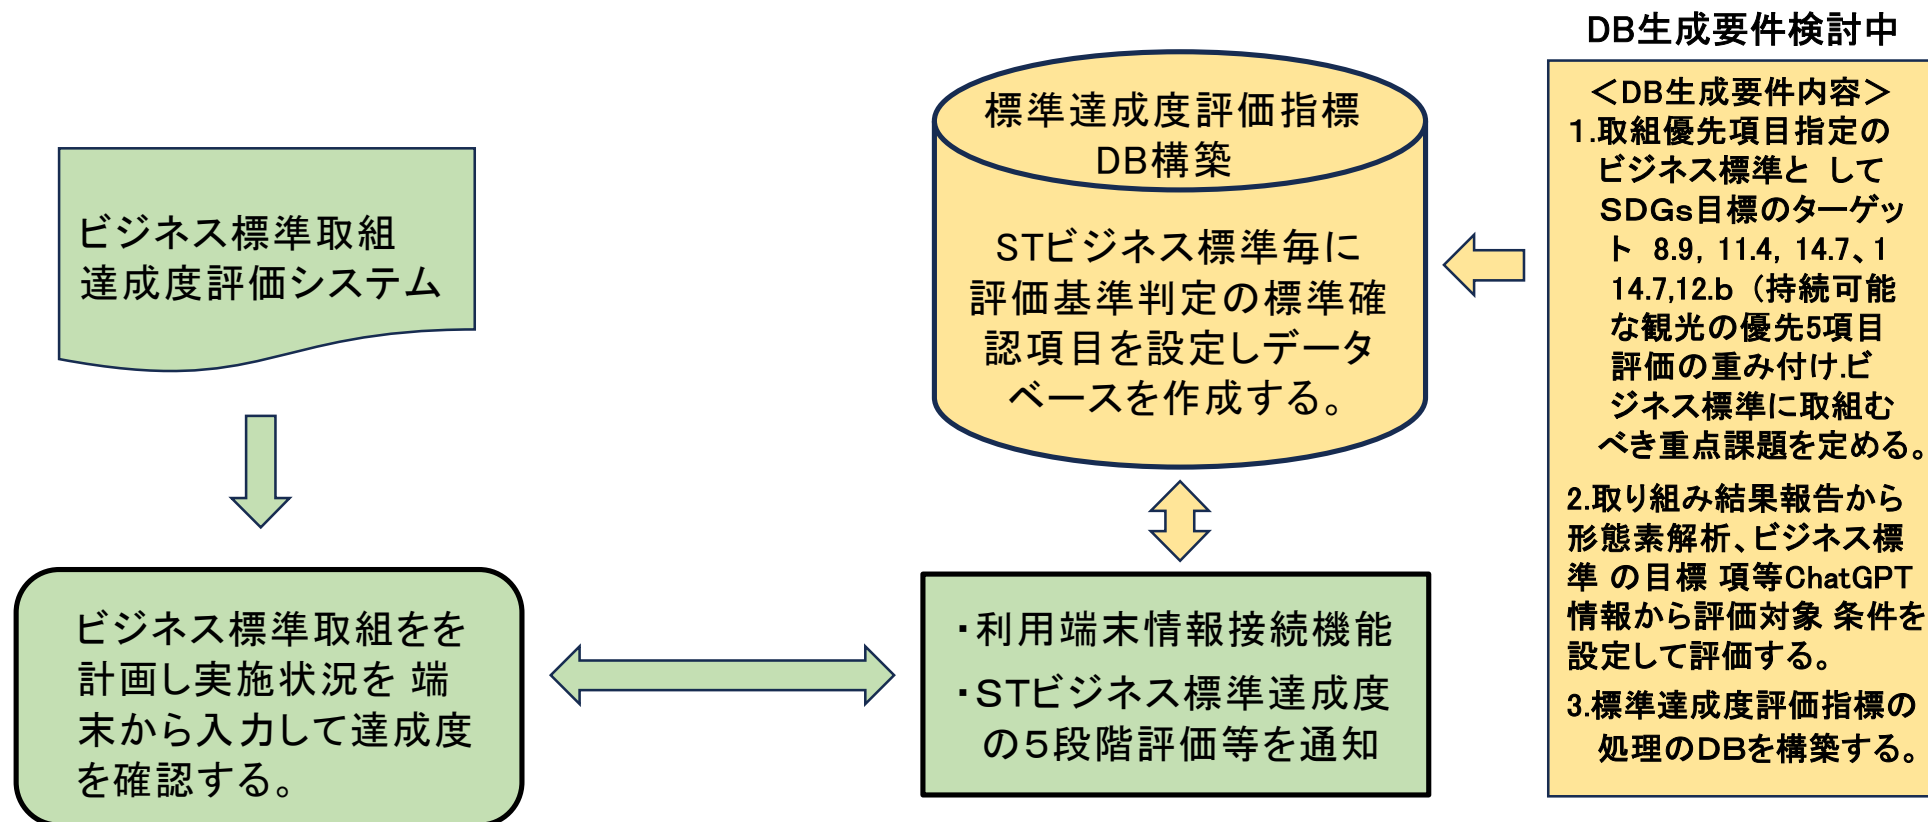 DB生成要件検討中
標準達成度評価指標
DB構築
STビジネス標準毎に
評価基準判定の標準確
認項目を設定しデータ
ベースを作成する。
ビジネス標準取組
達成度評価システム
ビジネス標準取組をを
計画し実施状況を 端
末から入力して達成度
を確認する。
・利用端末情報接続機能
・STビジネス標準達成度
の5段階評価等を通知
＜DB生成要件内容＞
1.取組優先項目指定の
ビジネス標準と して
SDGs目標のターゲッ
ト 8.9, 11.4, 14.7、1
14.7,12.b（持続可能
な観光の優先5項目
評価の重み付け.ビ
ジネス標準に取組む
べき重点課題を定める。
2.取り組み結果報告から
形態素解析、ビジネス標
準 の目標 項等ChatGPT
情報から評価対象 条件を
設定して評価する。
3.標準達成度評価指標の
処理のDBを構築する。